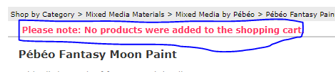 Shop by Category > Mixed Media Materials > Mixed Media by Pébéo > Pébéo Fantasy Pain
Please note: No products were added to the shopping cart
Pébéo Fantasy Moon Paint